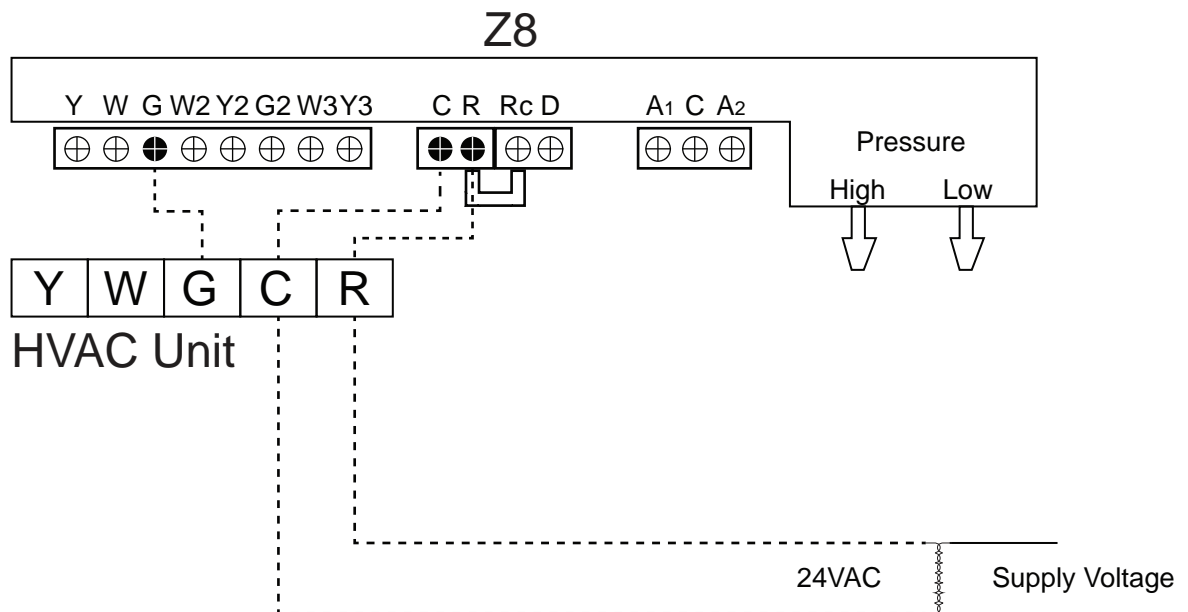 Z8
Y W G W2 Y2 G2 W3 Y3 C R Rc D A1 C A2
Pressure
High Low
Y W G C R
HVAC Unit
24VAC Supply Voltage